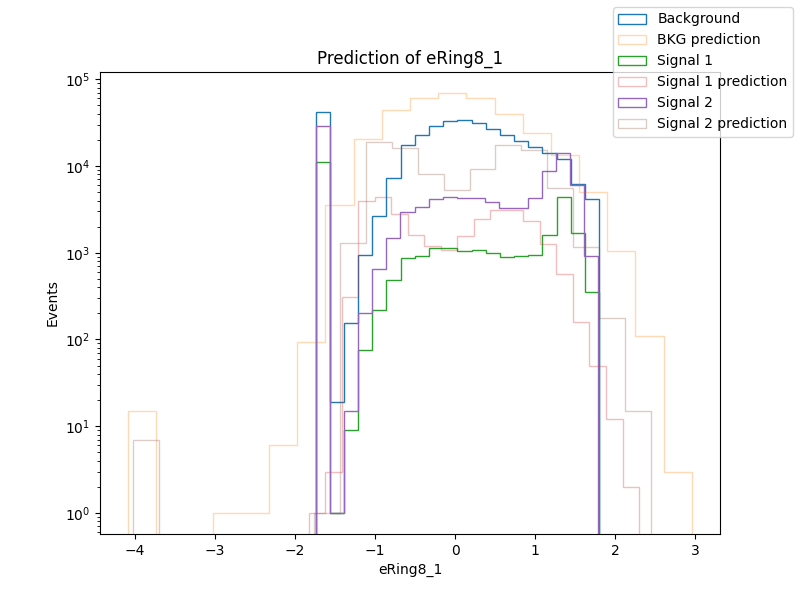 Prediction of eRing8_1
Background
BKG prediction
Signal 1
Signal 1 prediction
Signal 2
Signal 2 prediction
Events
10^5
10^4
10^3
10^2
10^1
10^0
−4 −3 −2 −1 0 1 2 3
eRing8_1